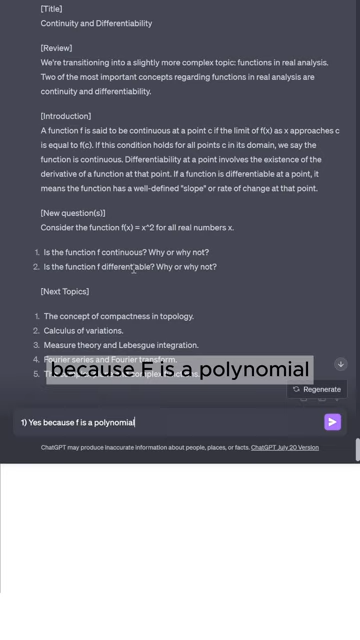 [Title]
Continuity and Differentiability
[Review]
We're transitioning into a slightly more complex topic: functions in real analysis.
Two of the most important concepts regarding functions in real analysis are
continuity and differentiability.
[Introduction]
A function f is said to be continuous at a point c if the limit of f(x) as x approaches c
is equal to f(c). If this condition holds for all points c in its domain, we say the
function is continuous. Differentiability at a point involves the existence of the
derivative of a function at that point. If a function is differentiable at a point, it
means the function has a well-defined "slope" or rate of change at that point.
[New question(s)]
Consider the function f(x) = x^2 for all real numbers x.
1. Is the function f continuous? Why or why not?
2. Is the function f differentiable? Why or why not?
[Next Topics]
1. The concept of compactness in topology.
2. Calculus of variations.
3. Measure theory and Lebesgue integration.
because F is a polynomial
4. Fourier series and Fourier transform.
5.
Regenerate
1) Yes because f is a polynomial
ChatGPT may produce inaccurate information about people, places, or facts. ChatGPT July 20 Version